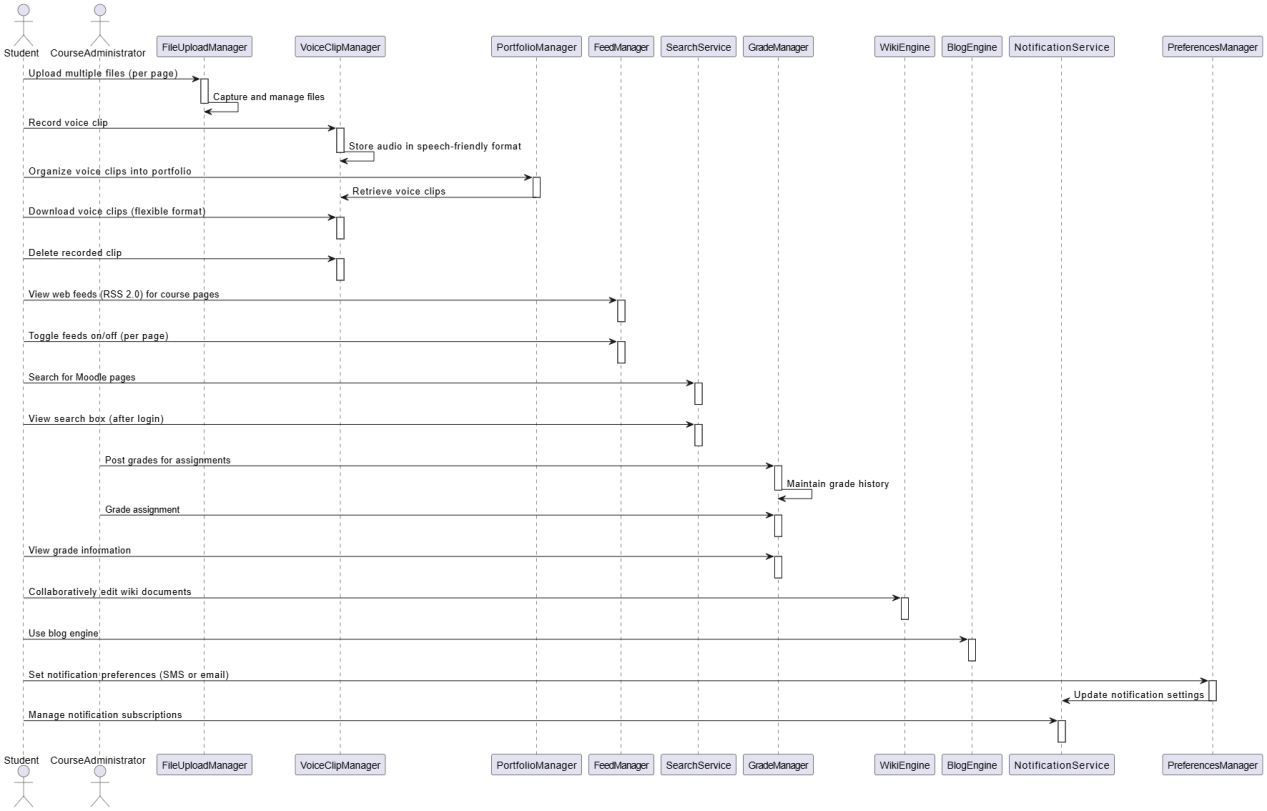 Student CourseAdministrator FileUploadManager VoiceClipManager PortfolioManager FeedManager SearchService GradeManager WikiEngine BlogEngine NotificationService PreferencesManager
Upload multiple files (per page)
Capture and manage files
Record voice clip
Store audio in speech-friendly format
Organize voice clips into portfolio
Retrieve voice clips
Download voice clips (flexible format)
Delete recorded clip
View web feeds (RSS 2.0) for course pages
Toggle feeds on/off (per page)
Search for Moodle pages
View search box (after login)
Post grades for assignments
Maintain grade history
Grade assignment
View grade information
Collaboratively edit wiki documents
Use blog engine
Set notification preferences (SMS or email)
Update notification settings
Manage notification subscriptions
Student CourseAdministrator FileUploadManager VoiceClipManager PortfolioManager FeedManager SearchService GradeManager WikiEngine BlogEngine NotificationService PreferencesManager